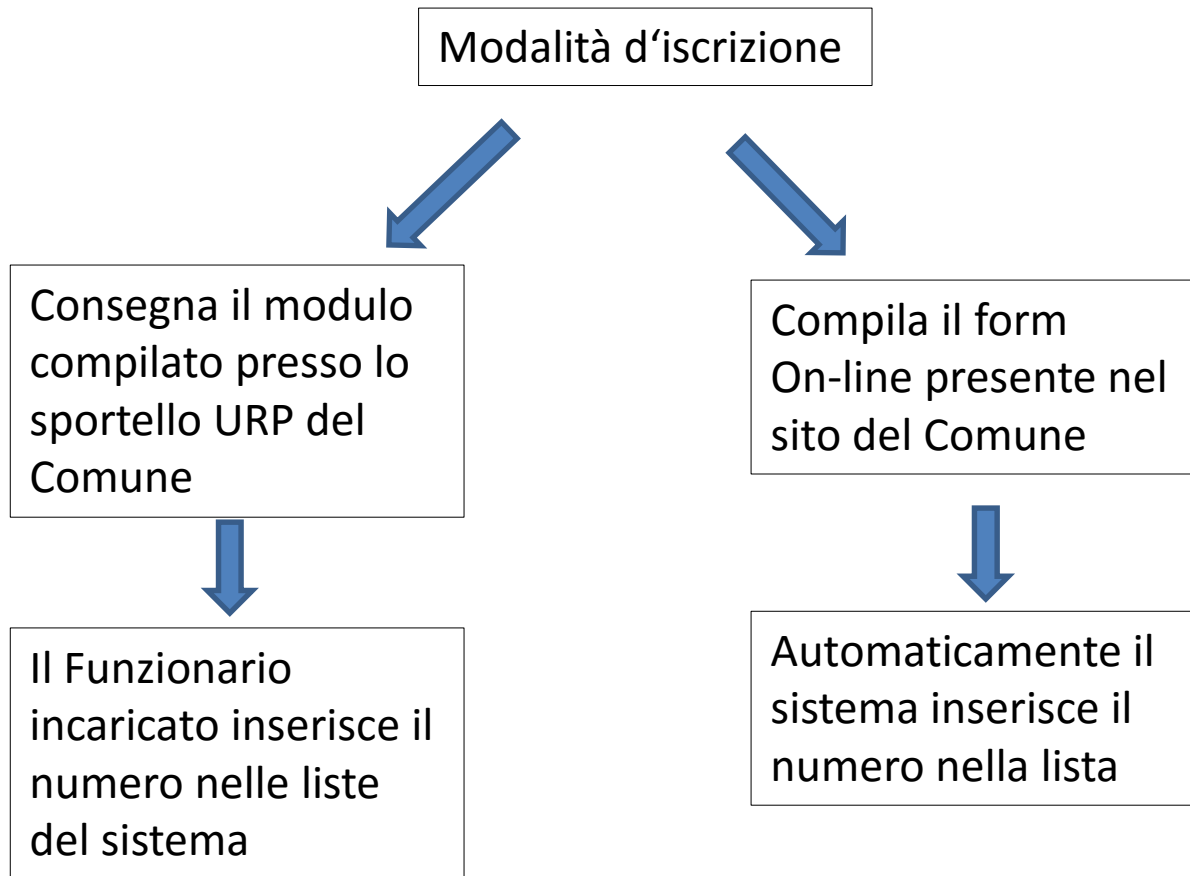 Modalità d‘iscrizione
Consegna il modulo
compilato presso lo
sportello URP del
Comune
Compila il form
On-line presente nel
sito del Comune
Il Funzionario
incaricato inserisce il
numero nelle liste
del sistema
Automaticamente il
sistema inserisce il
numero nella lista